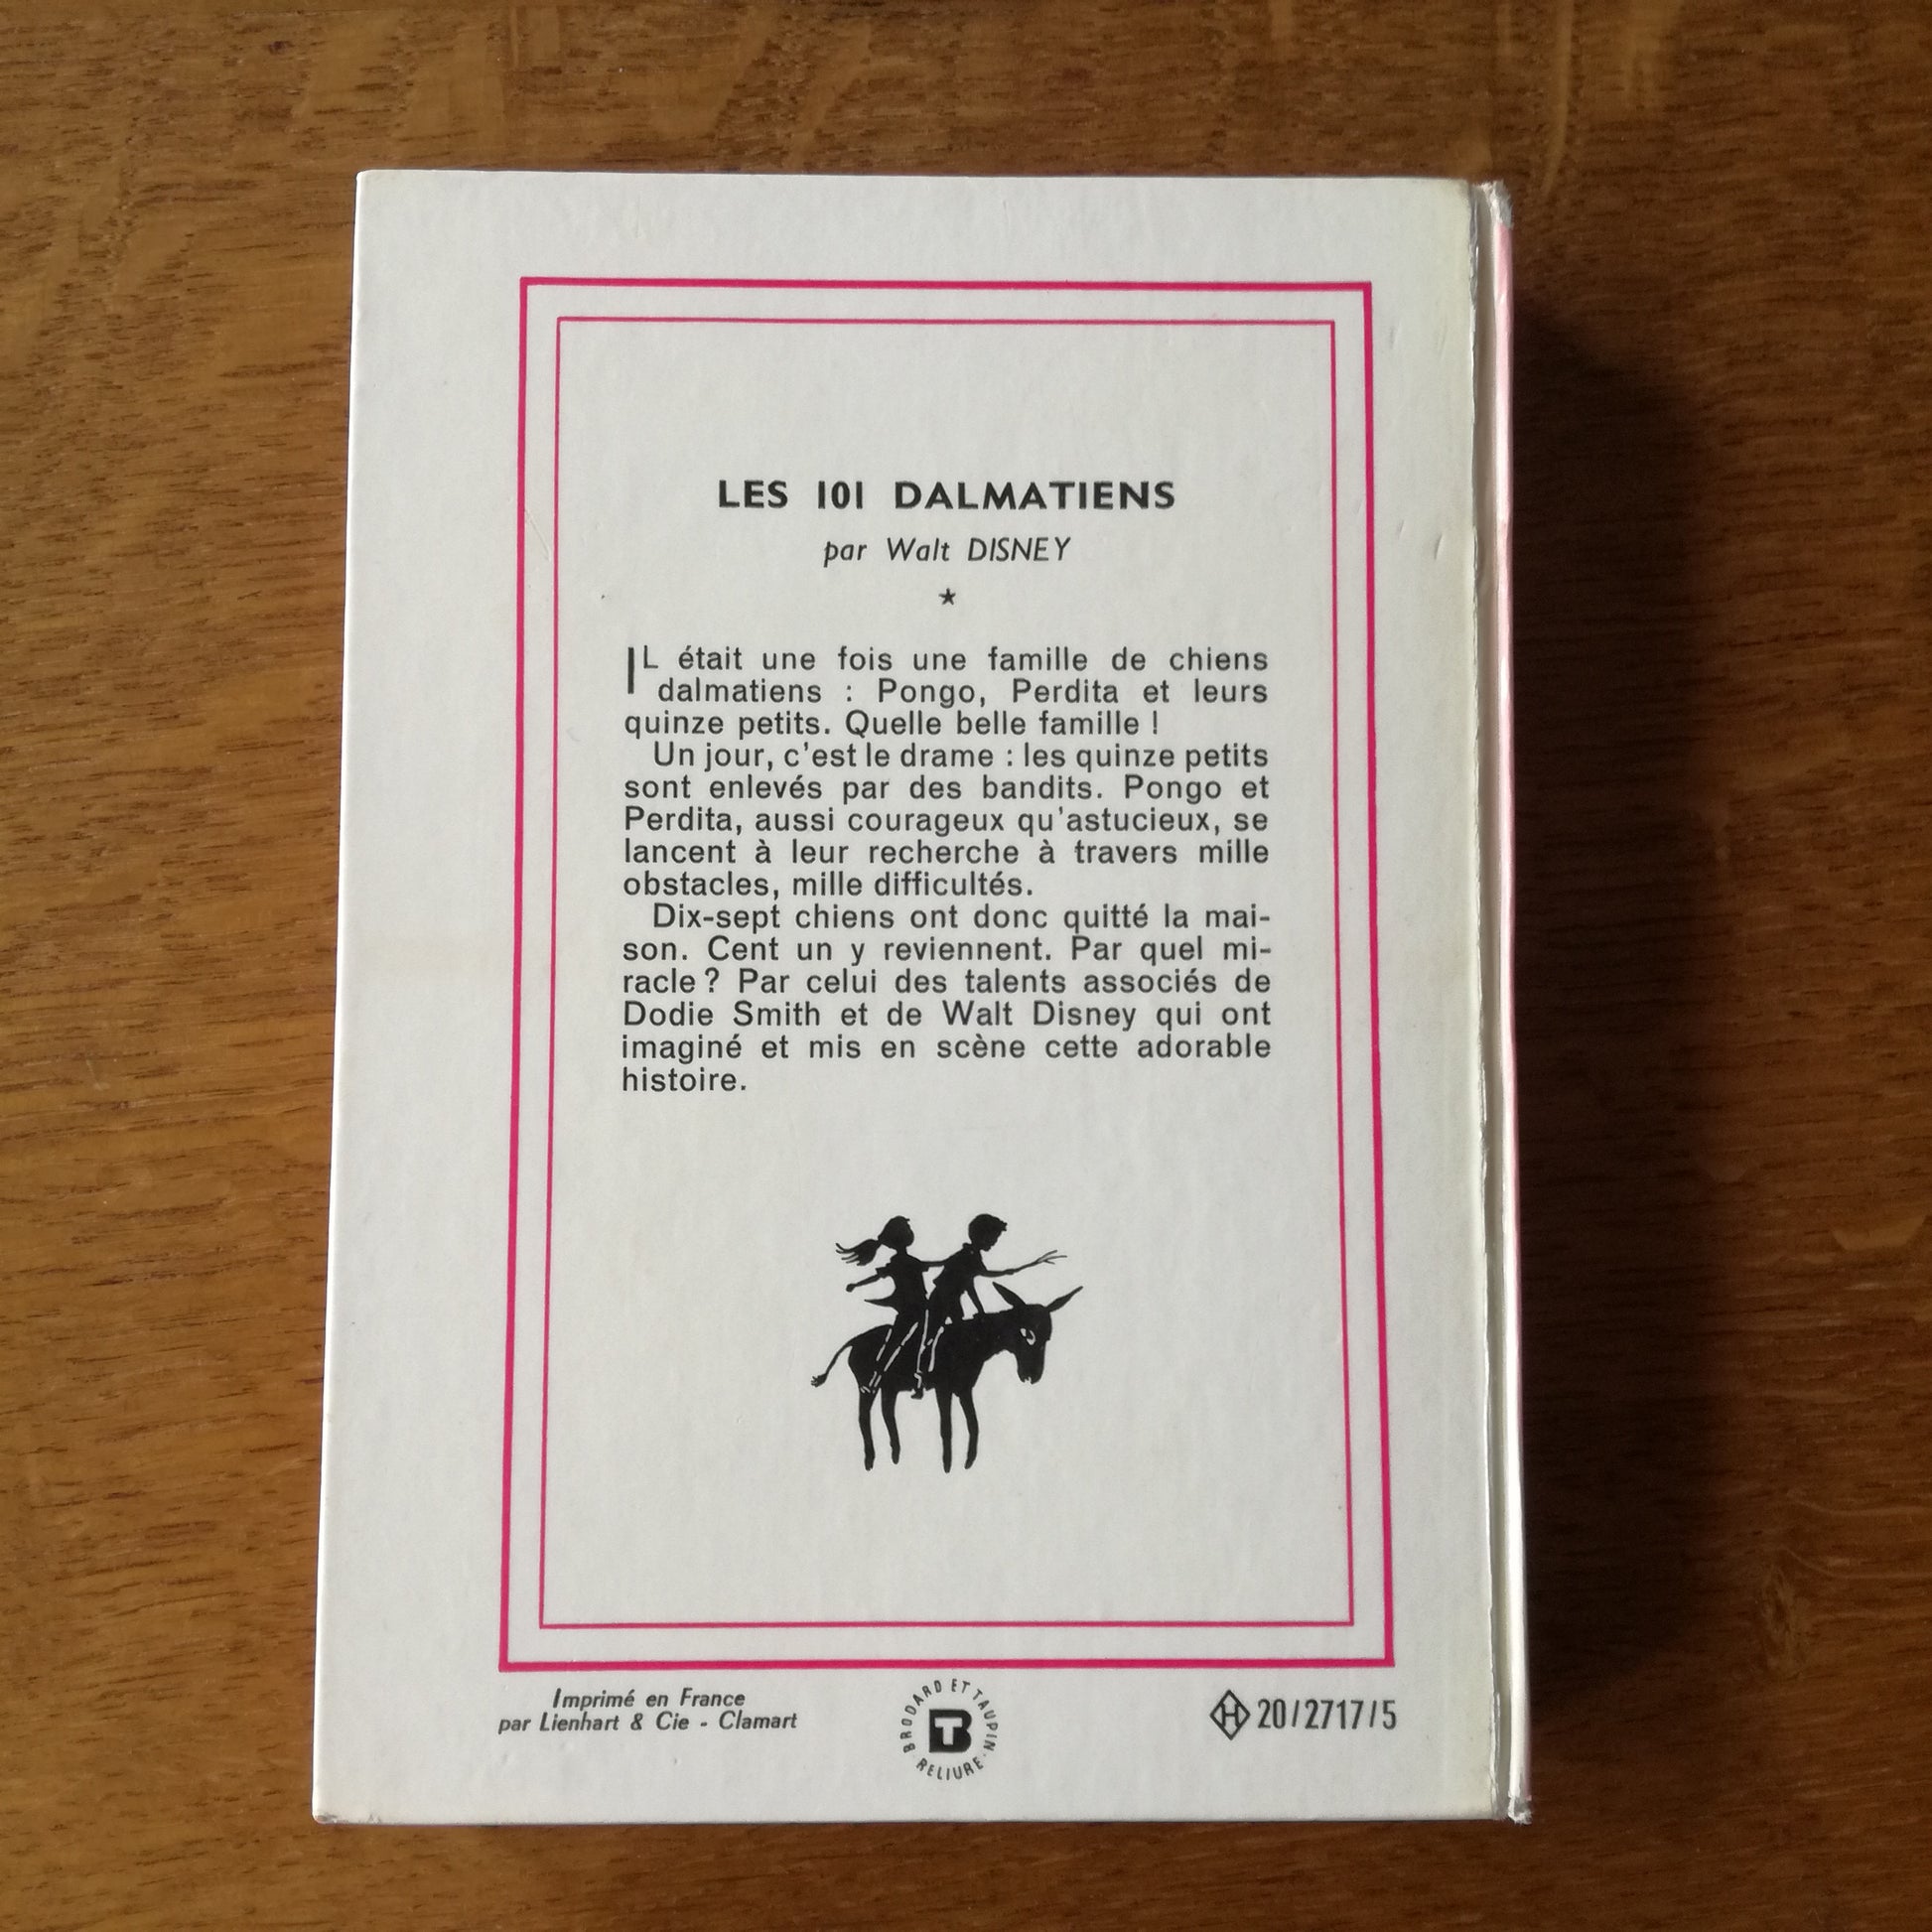 LES 101 DALMATIENS
par Walt DISNEY
★
IL était une fois une famille de chiens
dalmatiens : Pongo, Perdita et leurs
quinze petits. Quelle belle famille !
Un jour, c'est le drame : les quinze petits
sont enlevés par des bandits. Pongo et
Perdita, aussi courageux qu'astucieux, se
lancent à leur recherche à travers mille
obstacles, mille difficultés.
Dix-sept chiens ont donc quitté la mai-
son. Cent un y reviennent. Par quel mi-
racle ? Par celui des talents associés de
Dodie Smith et de Walt Disney qui ont
imaginé et mis en scène cette adorable
histoire.
Imprimé en France
par Lienhart & Cie - Clamart
BRODARD ET TAUPIN · RELIURE
BT
H 20/2717/5